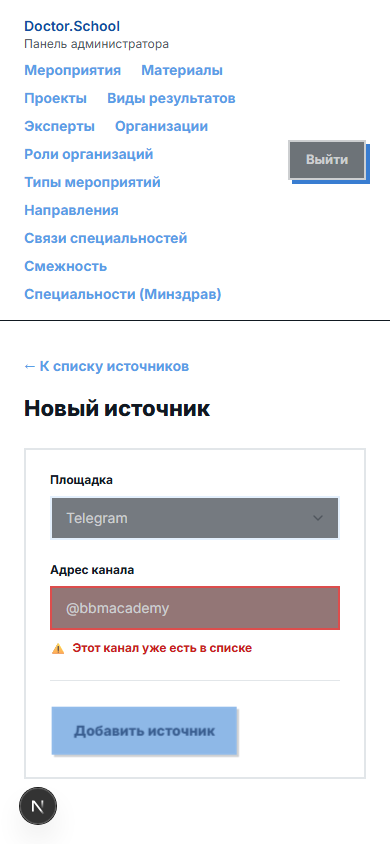 Doctor.School
Панель администратора
Мероприятия Материалы
Проекты Виды результатов
Эксперты Организации
Роли организаций
Выйти
Типы мероприятий
Направления
Связи специальностей
Смежность
Специальности (Минздрав)
← К списку источников
Новый источник
Площадка
Telegram
Адрес канала
@bbmacademy
Этот канал уже есть в списке
Добавить источник
N